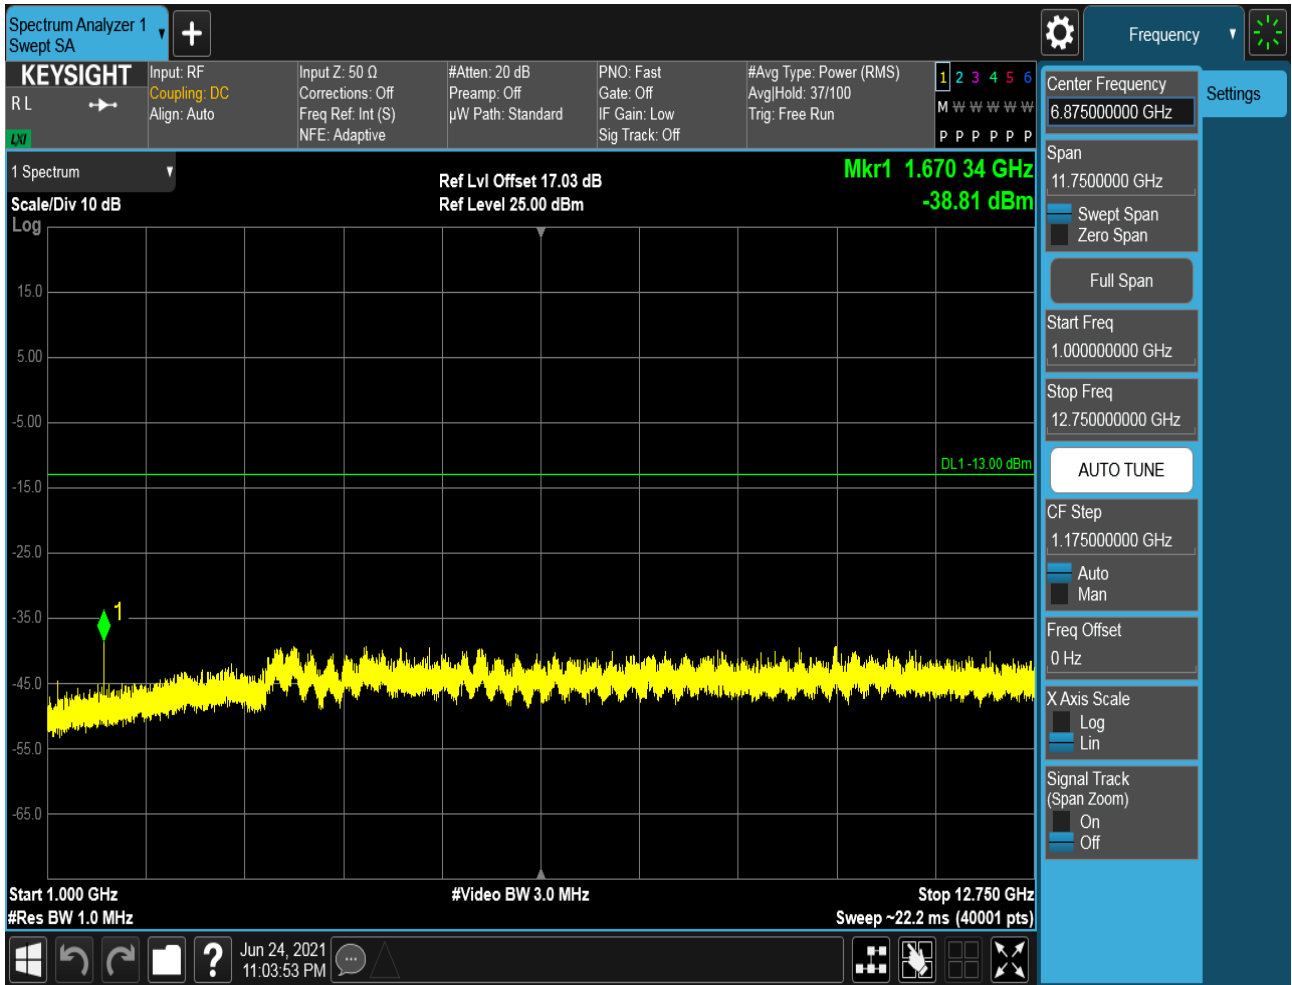 Spectrum Analyzer 1
Swept SA
Frequency
KEYSIGHT
R L
LXI
Input: RF
Coupling: DC
Align: Auto
Input Z: 50 Ω
Corrections: Off
Freq Ref: Int (S)
NFE: Adaptive
#Atten: 20 dB
Preamp: Off
µW Path: Standard
PNO: Fast
Gate: Off
IF Gain: Low
Sig Track: Off
#Avg Type: Power (RMS)
Avg|Hold: 37/100
Trig: Free Run
1 2 3 4 5 6
M W W W W W
P P P P P P
1 Spectrum
Scale/Div 10 dB
Log
Ref Lvl Offset 17.03 dB
Ref Level 25.00 dBm
Mkr1 1.670 34 GHz
-38.81 dBm
15.0
5.00
-5.00
DL1 -13.00 dBm
-15.0
-25.0
-35.0
1
-45.0
-55.0
-65.0
Start 1.000 GHz
#Res BW 1.0 MHz
#Video BW 3.0 MHz
Stop 12.750 GHz
Sweep ~22.2 ms (40001 pts)
Center Frequency
6.875000000 GHz
Settings
Span
11.7500000 GHz
Swept Span
Zero Span
Full Span
Start Freq
1.000000000 GHz
Stop Freq
12.750000000 GHz
AUTO TUNE
CF Step
1.175000000 GHz
Auto
Man
Freq Offset
0 Hz
X Axis Scale
Log
Lin
Signal Track
(Span Zoom)
On
Off
?
Jun 24, 2021
11:03:53 PM